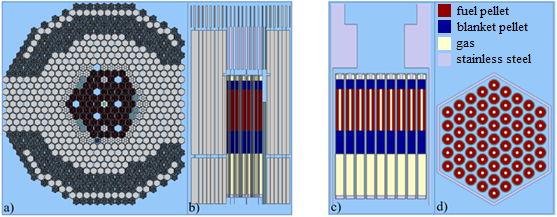 fuel pellet
blanket pellet
gas
stainless steel
a)
b)
c)
d)